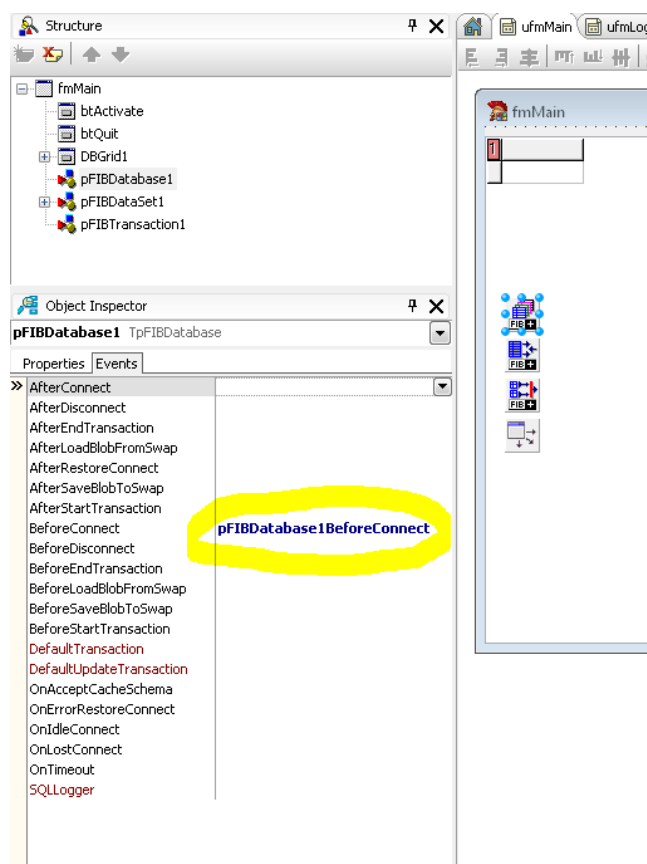 Structure
ufmMain
ufmLog
fmMain
btActivate
btQuit
DBGrid1
pFIBDatabase1
pFIBDataSet1
pFIBTransaction1
fmMain
1
Object Inspector
pFIBDatabase1 TpFIBDatabase
Properties Events
AfterConnect
AfterDisconnect
AfterEndTransaction
AfterLoadBlobFromSwap
AfterRestoreConnect
AfterSaveBlobToSwap
AfterStartTransaction
BeforeConnect pFIBDatabase1BeforeConnect
BeforeDisconnect
BeforeEndTransaction
BeforeLoadBlobFromSwap
BeforeSaveBlobToSwap
BeforeStartTransaction
DefaultTransaction
DefaultUpdateTransaction
OnAcceptCacheSchema
OnErrorRestoreConnect
OnIdleConnect
OnLostConnect
OnTimeout
SQLLogger
FIB
FIB
FIB